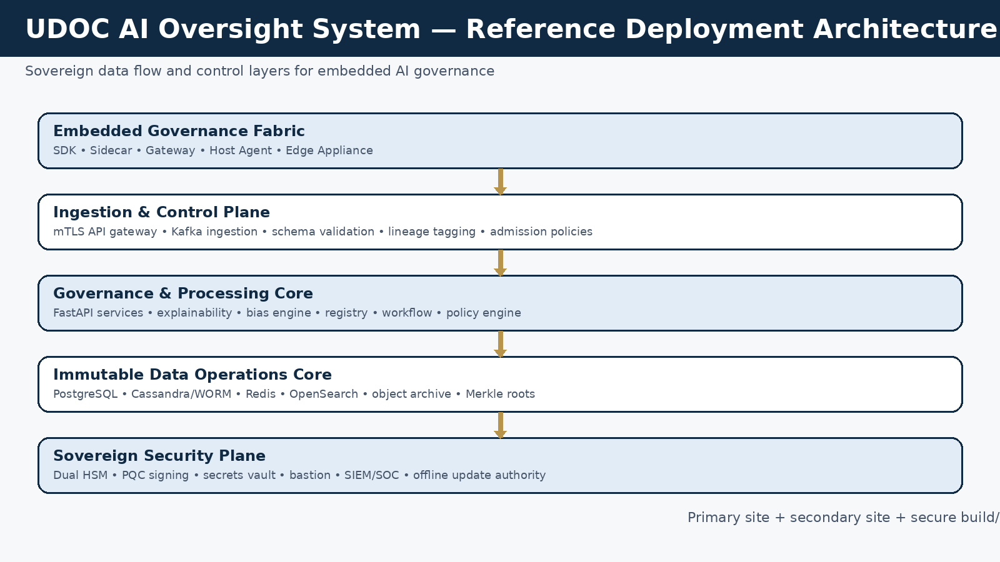 UDOC AI Oversight System — Reference Deployment Architecture
Sovereign data flow and control layers for embedded AI governance
Embedded Governance Fabric
SDK • Sidecar • Gateway • Host Agent • Edge Appliance
Ingestion & Control Plane
mTLS API gateway • Kafka ingestion • schema validation • lineage tagging • admission policies
Governance & Processing Core
FastAPI services • explainability • bias engine • registry • workflow • policy engine
Immutable Data Operations Core
PostgreSQL • Cassandra/WORM • Redis • OpenSearch • object archive • Merkle roots
Sovereign Security Plane
Dual HSM • PQC signing • secrets vault • bastion • SIEM/SOC • offline update authority
Primary site + secondary site + secure build/